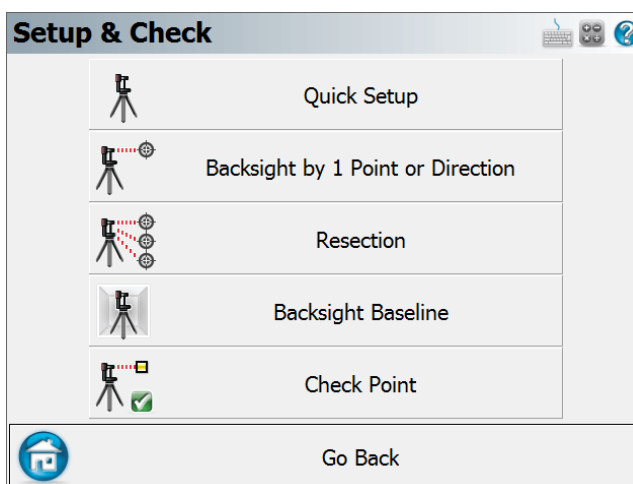 Setup & Check
Quick Setup
Backsight by 1 Point or Direction
Resection
Backsight Baseline
Check Point
Go Back